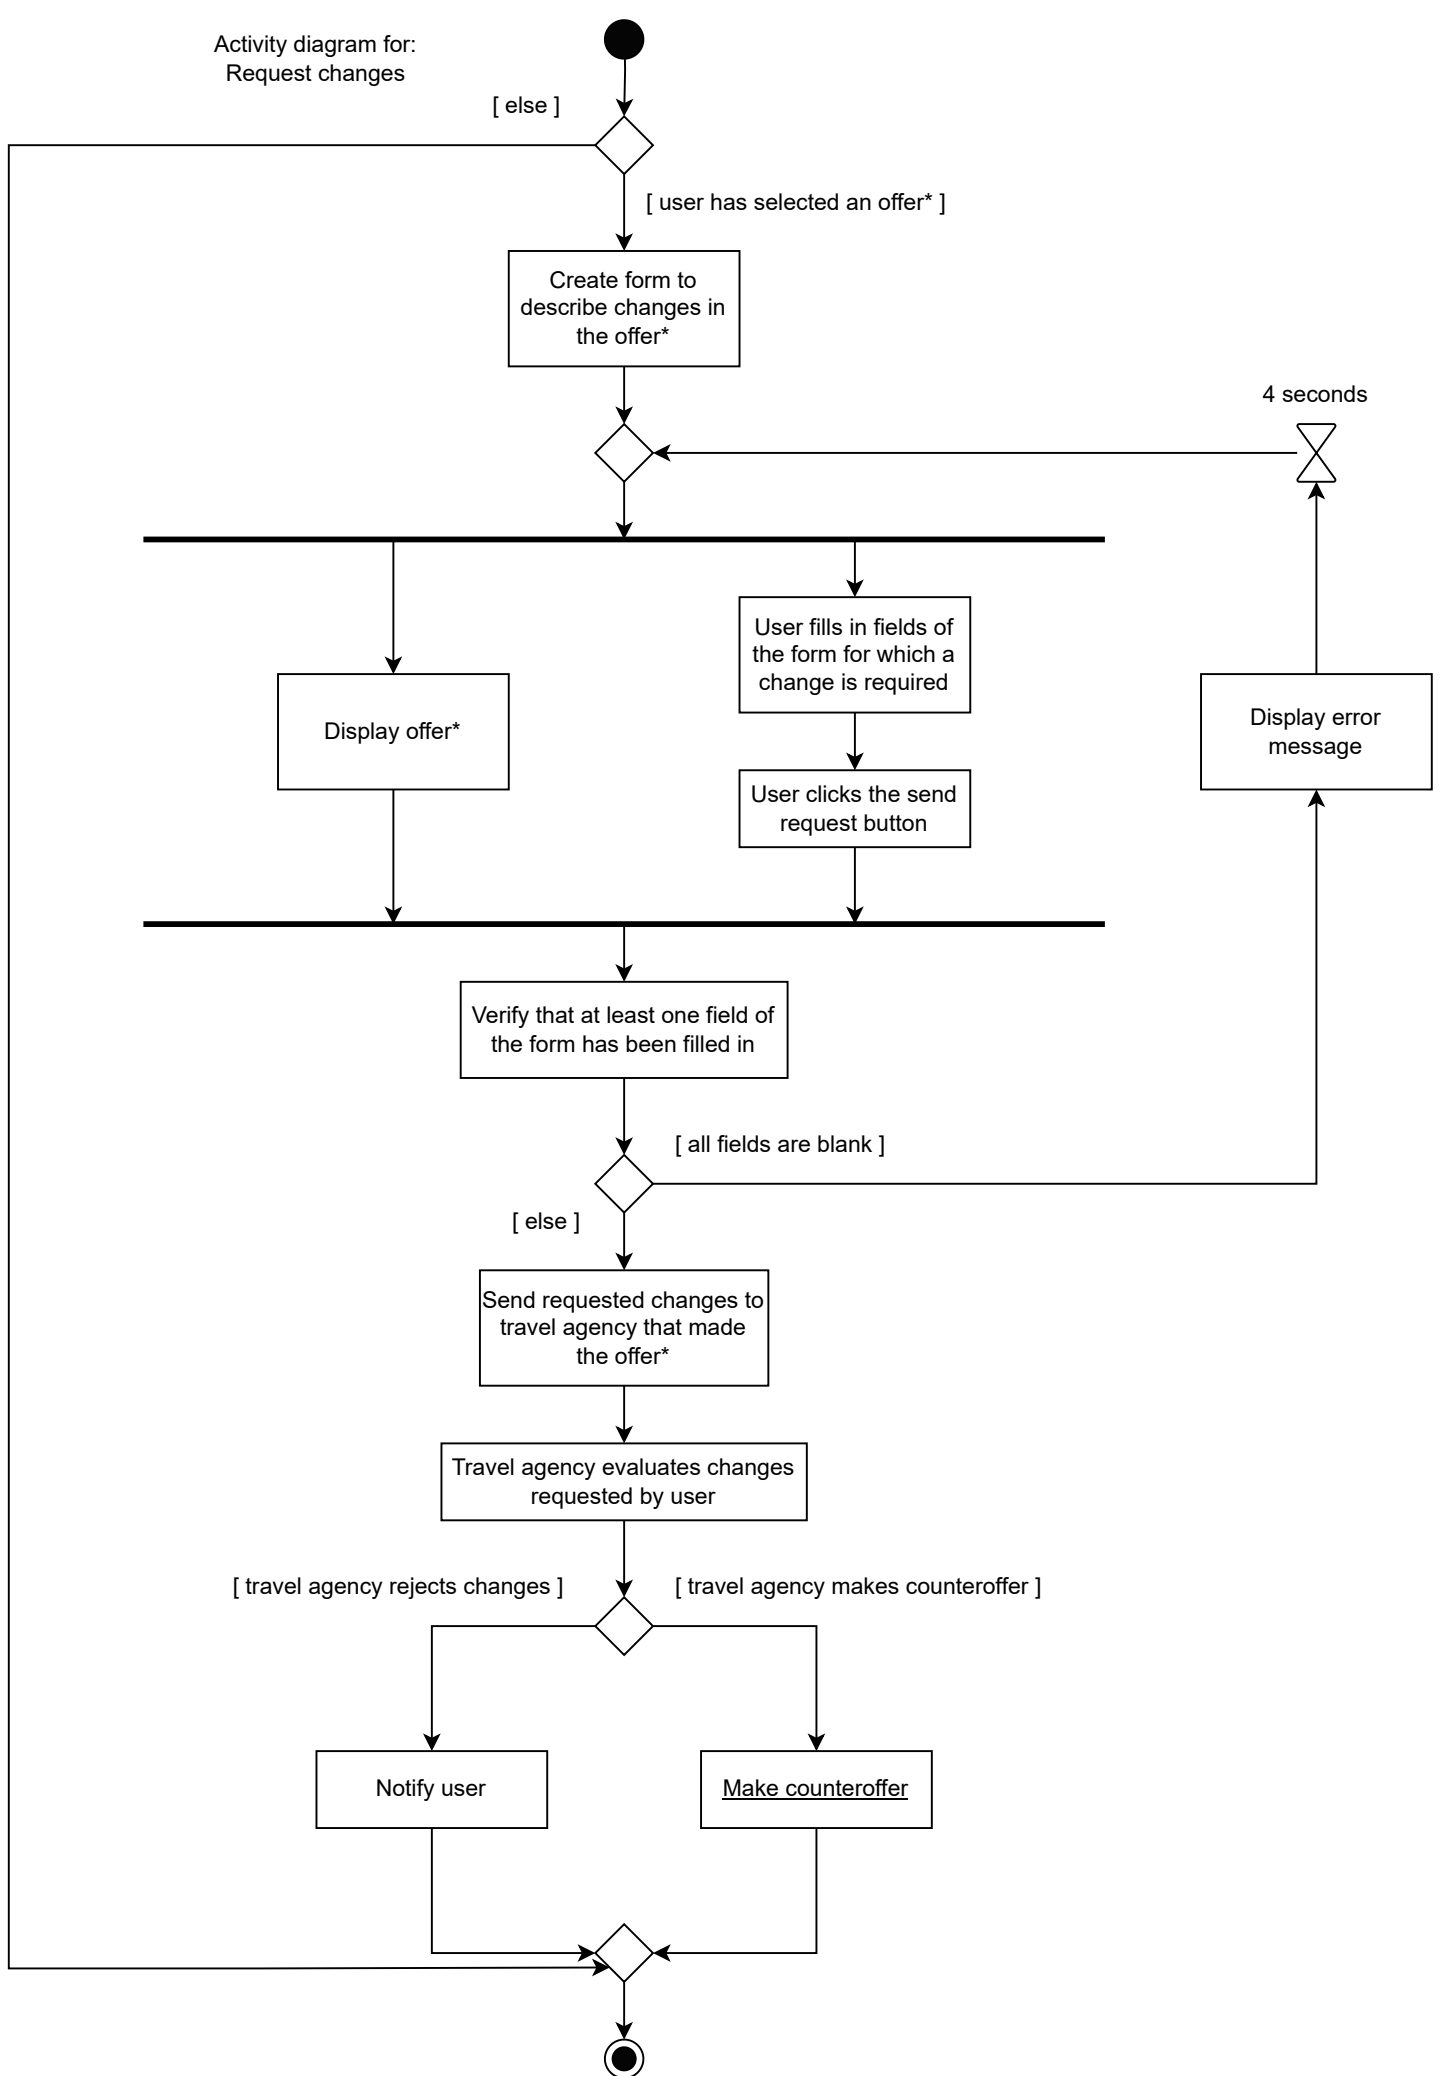 Activity diagram for:
Request changes
[ else ]
[ user has selected an offer* ]
Create form to
describe changes in
the offer*
4 seconds
User fills in fields of
the form for which a
change is required
Display offer*
Display error
message
User clicks the send
request button
Verify that at least one field of
the form has been filled in
[ all fields are blank ]
[ else ]
Send requested changes to
travel agency that made
the offer*
Travel agency evaluates changes
requested by user
[ travel agency rejects changes ]
[ travel agency makes counteroffer ]
Notify user
Make counteroffer